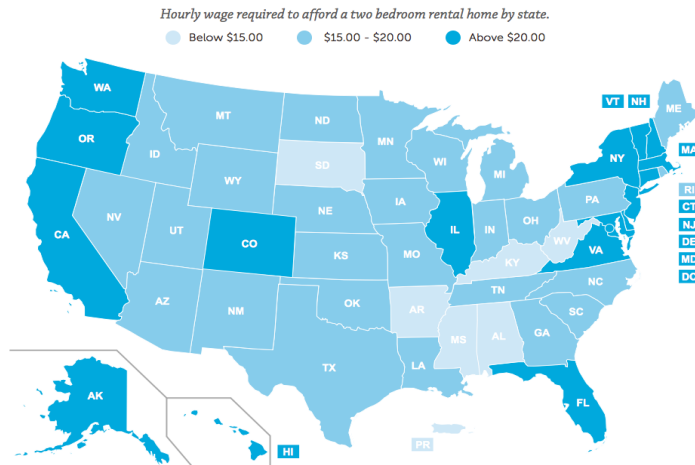 Hourly wage required to afford a two bedroom rental home by state.
Below $15.00 $15.00 - $20.00 Above $20.00
WA
VT NH
ME
MT
ND
OR
MN
MA
ID
NY
WI
SD
MI
WY
RI
PA
IA
CT
NE
NV
OH
NJ
IL
IN
UT
CA
CO
WV
DE
VA
KS
MO
MD
KY
DC
NC
TN
AZ
OK
NM
AR
SC
MS
AL
GA
LA
TX
AK
FL
PR
HI